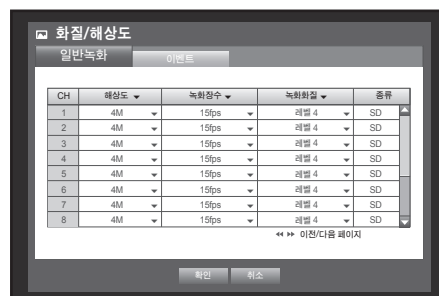 화질/해상도
일반녹화 이벤트
CH 해상도 녹화장수 녹화화질 종류
1 4M 15fps 레벨 4 SD
2 4M 15fps 레벨 4 SD
3 4M 15fps 레벨 4 SD
4 4M 15fps 레벨 4 SD
5 4M 15fps 레벨 4 SD
6 4M 15fps 레벨 4 SD
7 4M 15fps 레벨 4 SD
8 4M 15fps 레벨 4 SD
이전/다음 페이지
확인 취소